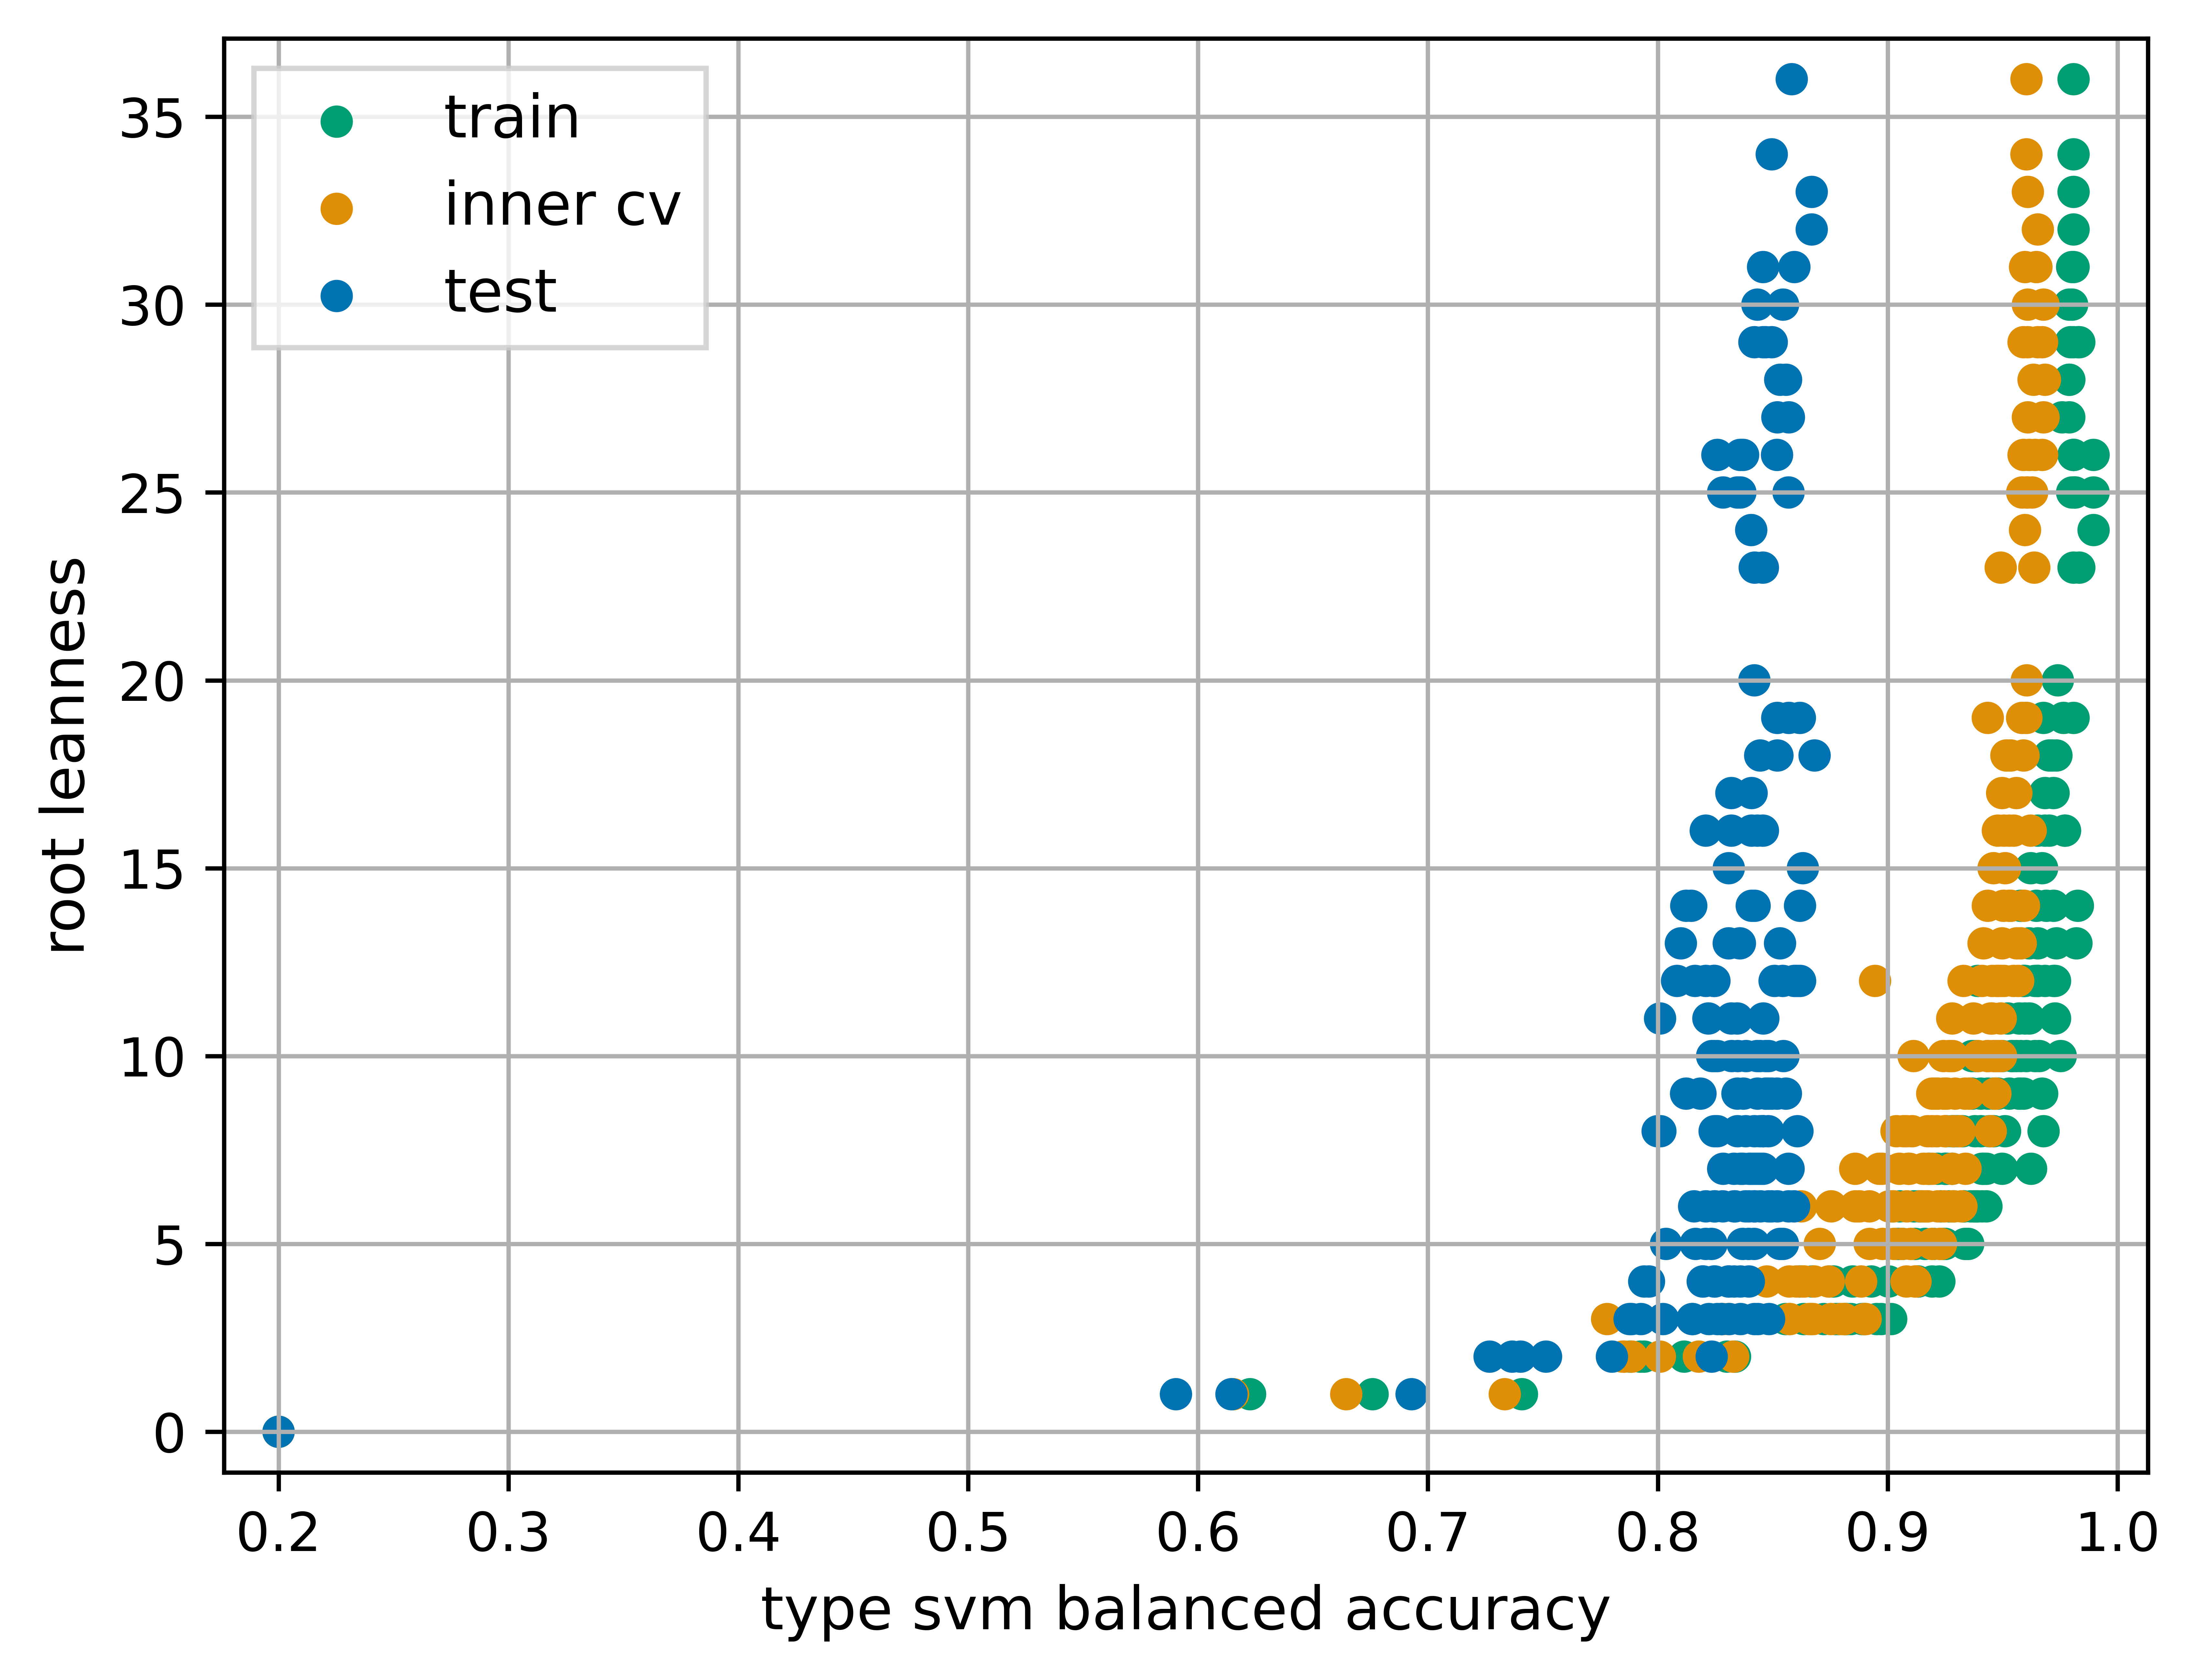 train
inner cv
test
35
30
25
20
15
10
5
0
root leanness
0.2 0.3 0.4 0.5 0.6 0.7 0.8 0.9 1.0
type svm balanced accuracy